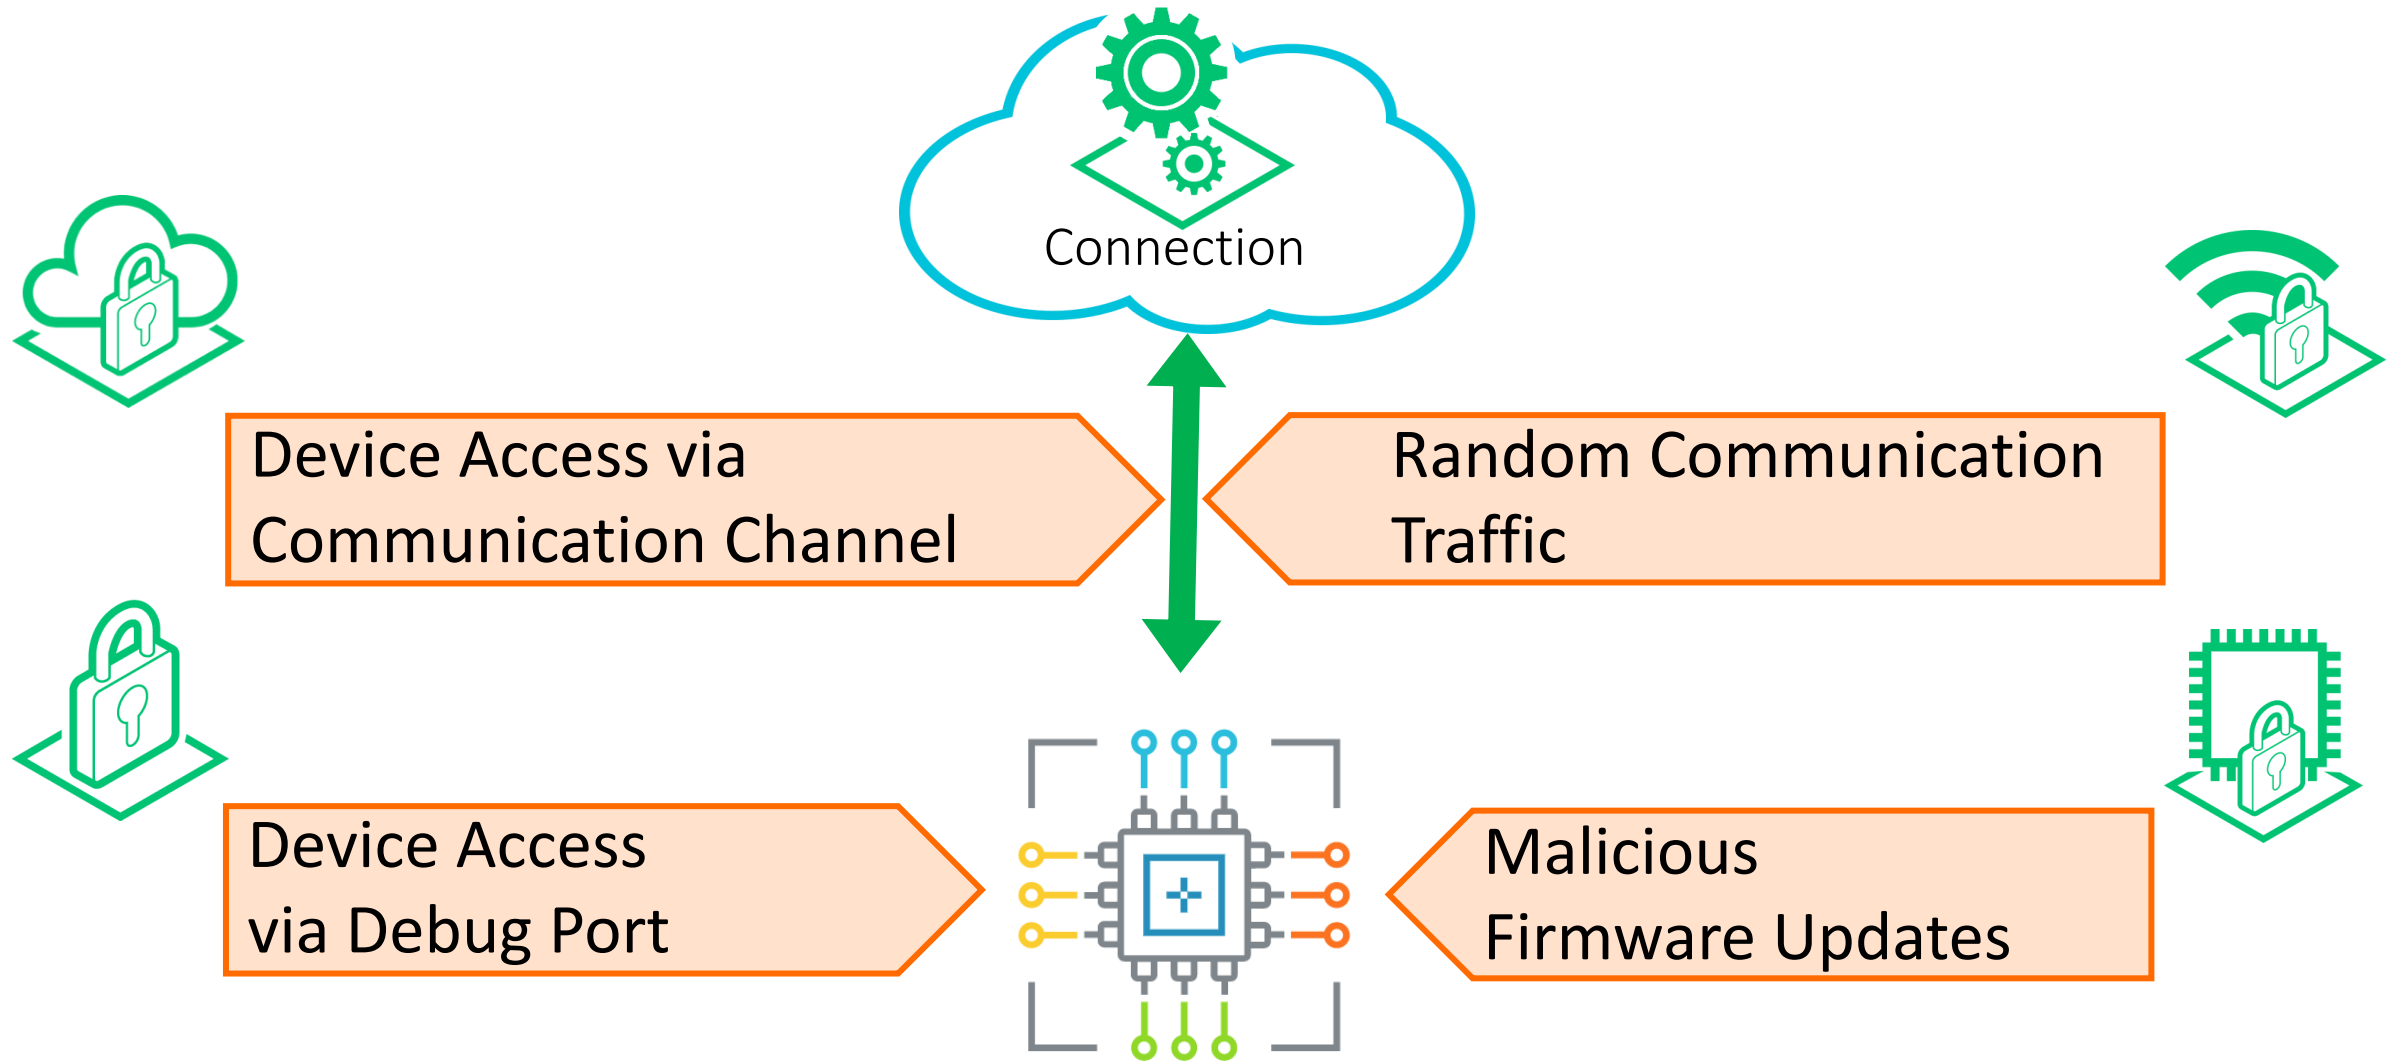 Connection
Device Access via
Communication Channel
Random Communication
Traffic
Device Access
via Debug Port
Malicious
Firmware Updates